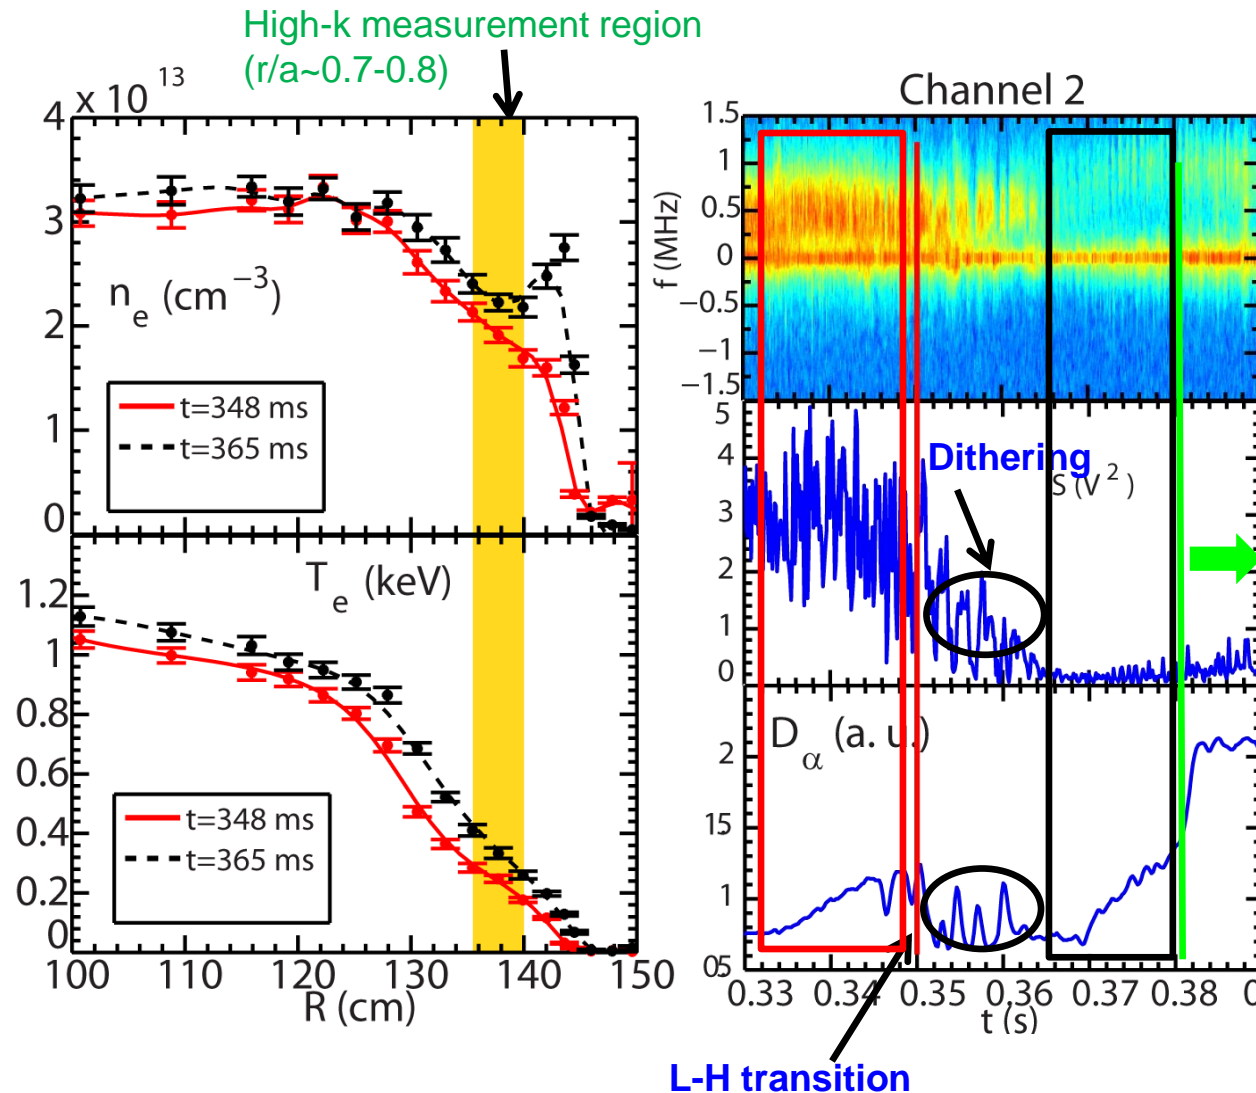 High-k measurement region
(r/a~0.7-0.8)
x 10 13
4
3
2
1
0
n e (cm −3)
t=348 ms
t=365 ms
T e (keV)
1.2
1
0.8
0.6
0.4
0.2
0
t=348 ms
t=365 ms
100 110 120 130 140 150
R (cm)
Channel 2
1.5
1
0.5
0
−0.5
−1
−1.5
f (MHz)
5
4
3
2
1
0
Dithering
S (V 2)
D α (a. u.)
2
15
1
05
0.33 0.34 0.35 0.36 0.37 0.38 0
t (s)
L-H transition